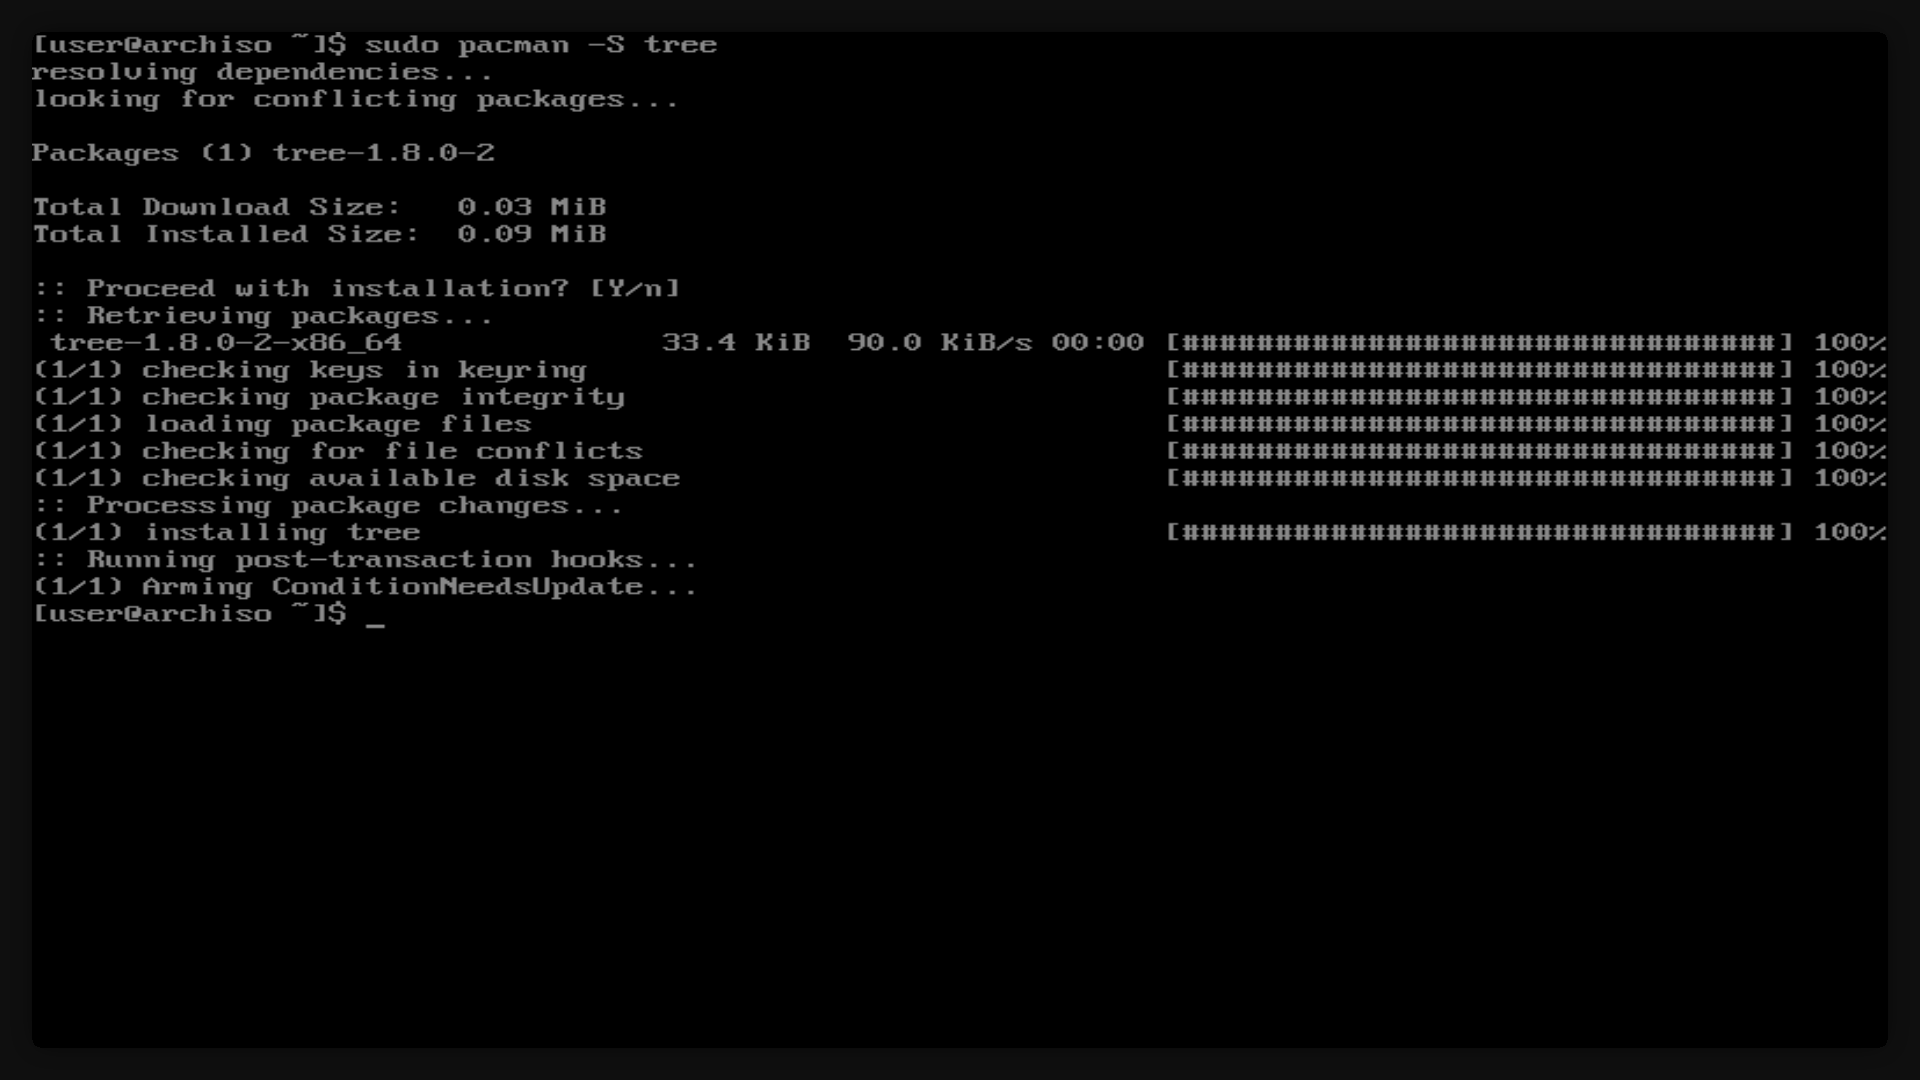 [user@archiso ~]$ sudo pacman -S tree
resolving dependencies...
looking for conflicting packages...
Packages (1) tree-1.8.0-2
Total Download Size:   0.03 MiB
Total Installed Size:  0.09 MiB
:: Proceed with installation? [Y/n]
:: Retrieving packages...
 tree-1.8.0-2-x86_64              33.4 KiB  90.0 KiB/s 00:00 [################################] 100%
(1/1) checking keys in keyring                               [################################] 100%
(1/1) checking package integrity                             [################################] 100%
(1/1) loading package files                                  [################################] 100%
(1/1) checking for file conflicts                            [################################] 100%
(1/1) checking available disk space                          [################################] 100%
:: Processing package changes...
(1/1) installing tree                                        [################################] 100%
:: Running post-transaction hooks...
(1/1) Arming ConditionNeedsUpdate...
[user@archiso ~]$ _